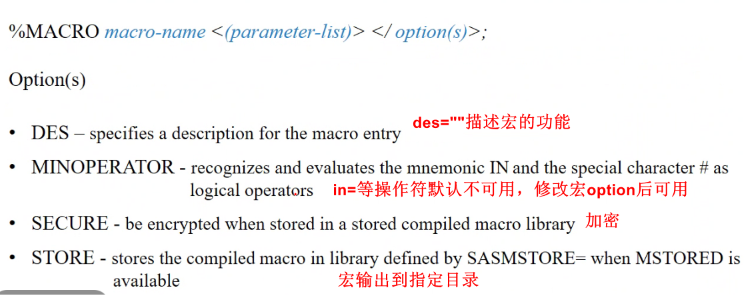 %MACRO macro-name <(parameter-list)> </ option(s)>;
Option(s)
• DES – specifies a description for the macro entry des=""描述宏的功能
• MINOPERATOR - recognizes and evaluates the mnemonic IN and the special character # as
logical operators in=等操作符默认不可用，修改宏option后可用
• SECURE - be encrypted when stored in a stored compiled macro library 加密
• STORE - stores the compiled macro in library defined by SASMSTORE= when MSTORED is
available 宏输出到指定目录